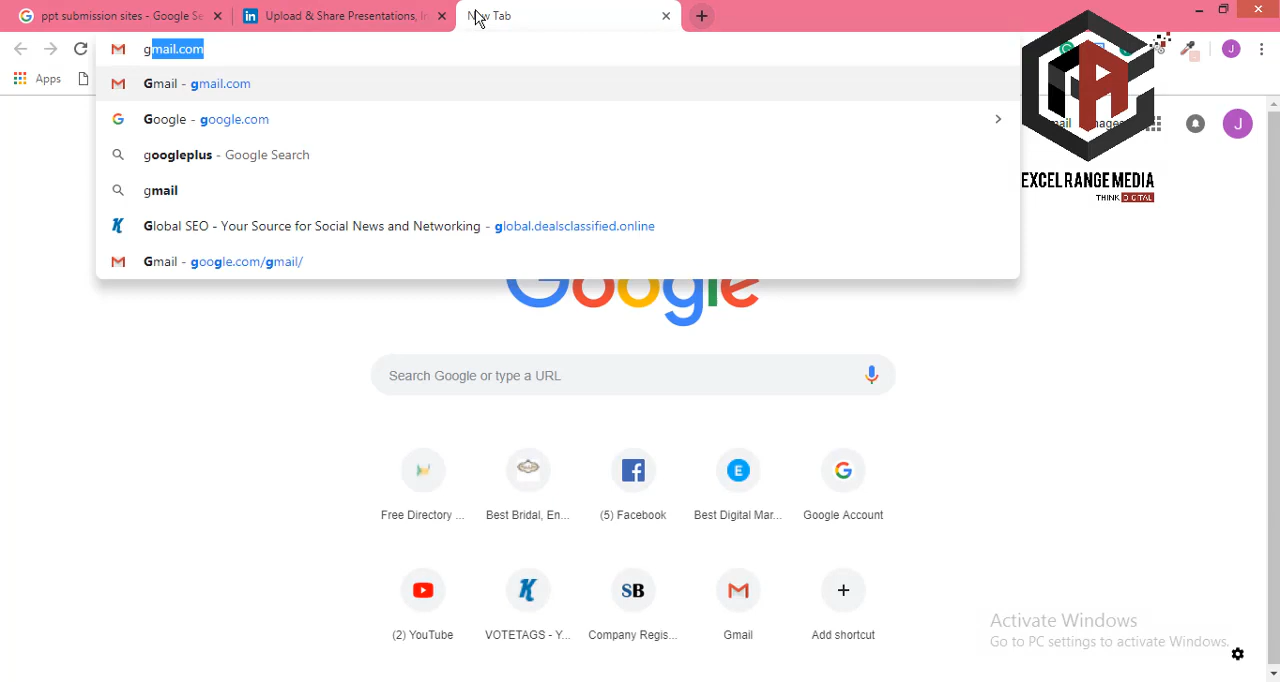 ppt submission sites - Google Se
Upload & Share Presentations, In
New Tab
gmail.com
Apps
Gmail - gmail.com
Google - google.com
googleplus - Google Search
gmail
Global SEO - Your Source for Social News and Networking - global.dealsclassified.online
Gmail - google.com/gmail/
J
EXCEL RANGE MEDIA
THINK DIGITAL
Google
Search Google or type a URL
Free Directory ...
Best Bridal, En...
(5) Facebook
Best Digital Mar...
Google Account
(2) YouTube
VOTETAGS - Y...
Company Regis...
Gmail
Add shortcut
Activate Windows
Go to PC settings to activate Windows.